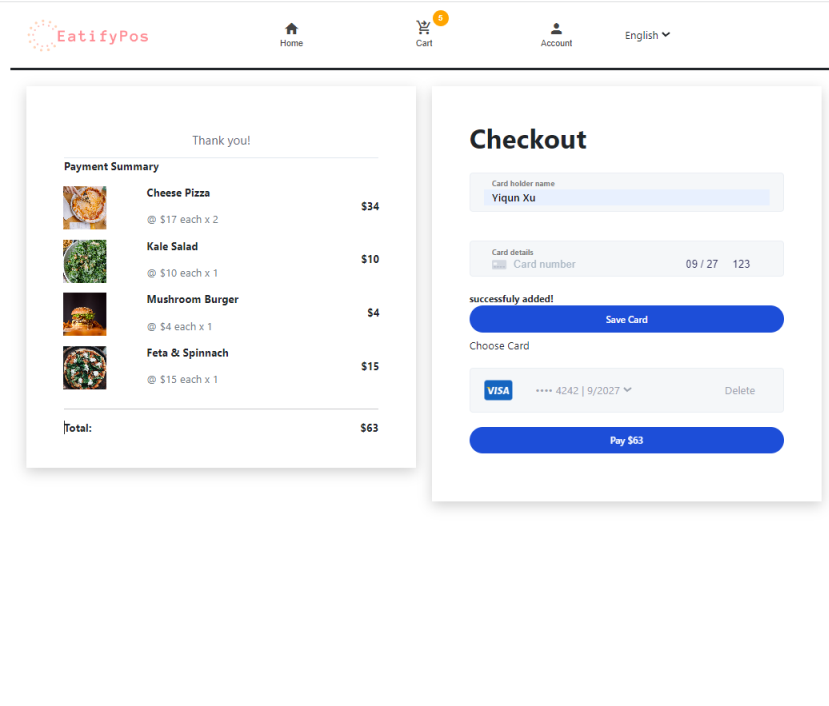 EatifyPos
Home
5
Cart
Account
English
Thank you!
Payment Summary
Cheese Pizza
@ $17 each x 2
$34
Kale Salad
@ $10 each x 1
$10
Mushroom Burger
@ $4 each x 1
$4
Feta & Spinnach
@ $15 each x 1
$15
Total: $63
Checkout
Card holder name
Yiqun Xu
Card details
Card number 09 / 27 123
successfuly added!
Save Card
Choose Card
VISA •••• 4242 | 9/2027 Delete
Pay $63